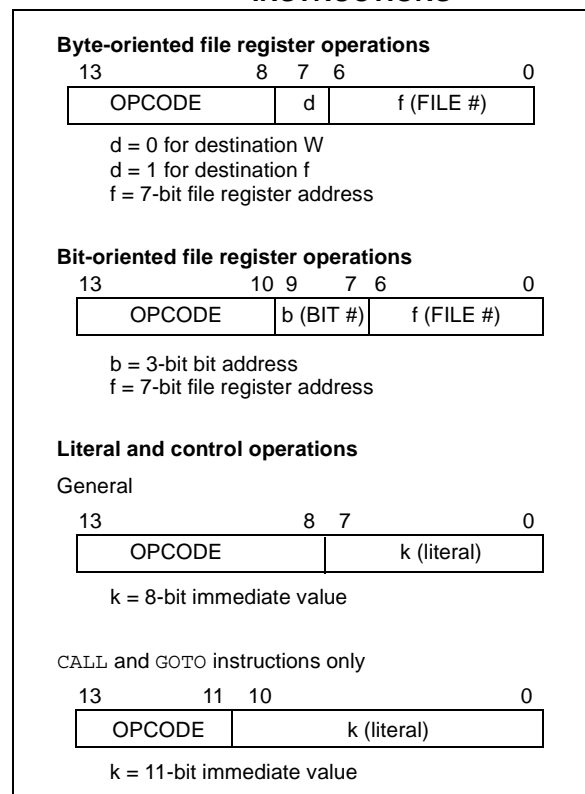 Byte-oriented file register operations
13 8 7 6 0
OPCODE d f (FILE #)
d = 0 for destination W
d = 1 for destination f
f = 7-bit file register address
Bit-oriented file register operations
13 10 9 7 6 0
OPCODE b (BIT #) f (FILE #)
b = 3-bit bit address
f = 7-bit file register address
Literal and control operations
General
13 8 7 0
OPCODE k (literal)
k = 8-bit immediate value
CALL and GOTO instructions only
13 11 10 0
OPCODE k (literal)
k = 11-bit immediate value